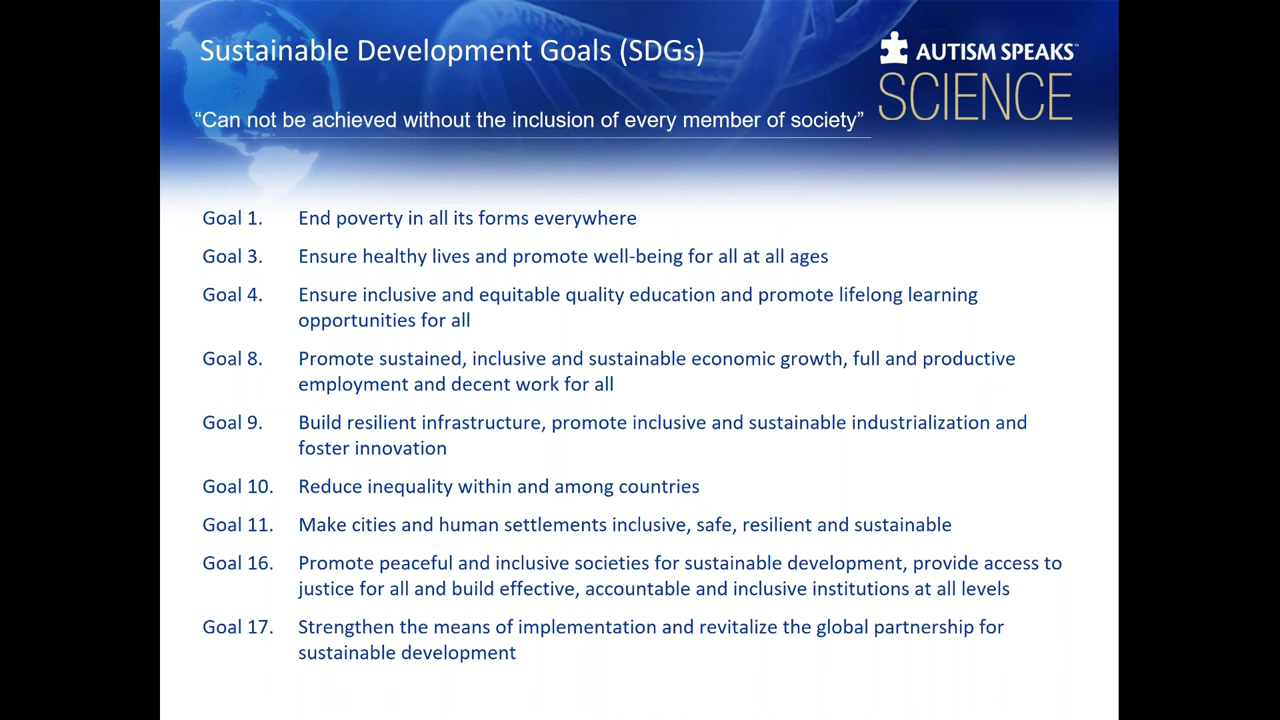 Sustainable Development Goals (SDGs)
AUTISM SPEAKS™
SCIENCE
“Can not be achieved without the inclusion of every member of society”
Goal 1. End poverty in all its forms everywhere
Goal 3. Ensure healthy lives and promote well-being for all at all ages
Goal 4. Ensure inclusive and equitable quality education and promote lifelong learning
opportunities for all
Goal 8. Promote sustained, inclusive and sustainable economic growth, full and productive
employment and decent work for all
Goal 9. Build resilient infrastructure, promote inclusive and sustainable industrialization and
foster innovation
Goal 10. Reduce inequality within and among countries
Goal 11. Make cities and human settlements inclusive, safe, resilient and sustainable
Goal 16. Promote peaceful and inclusive societies for sustainable development, provide access to
justice for all and build effective, accountable and inclusive institutions at all levels
Goal 17. Strengthen the means of implementation and revitalize the global partnership for
sustainable development